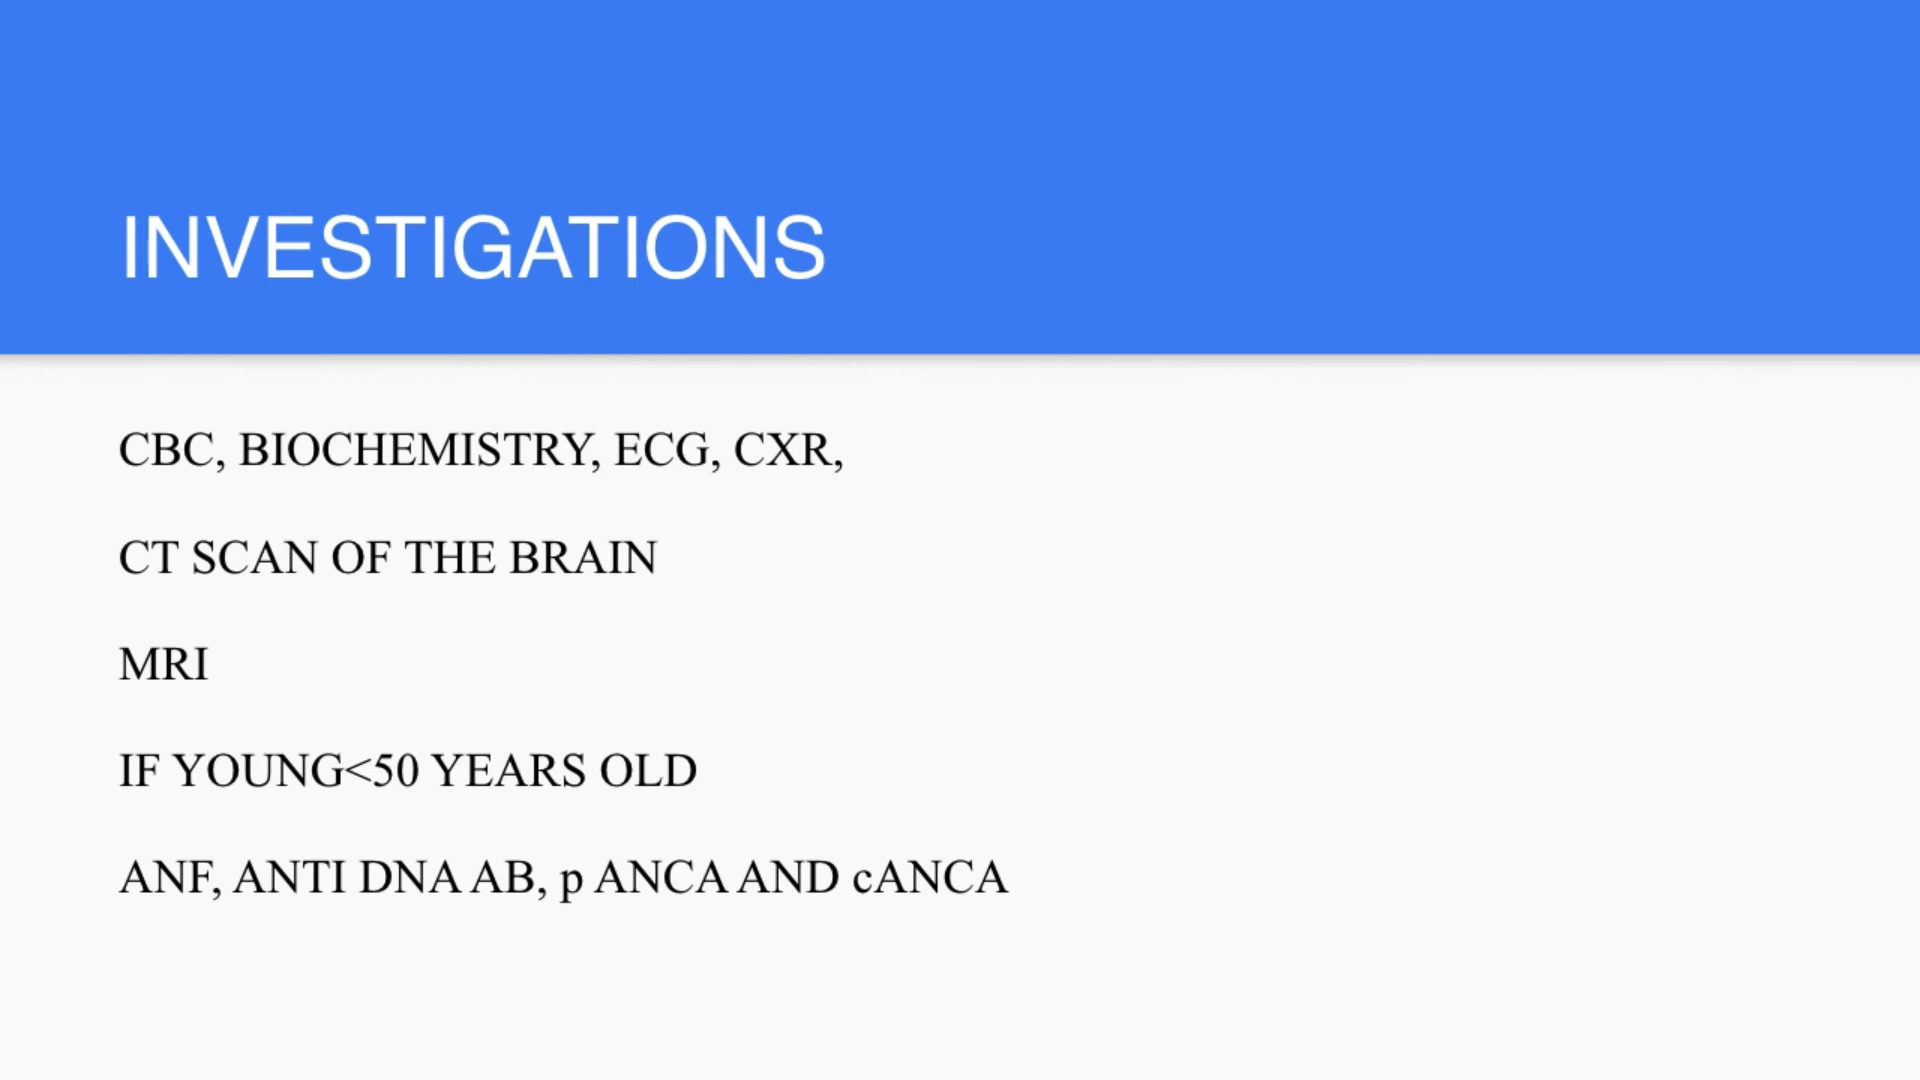 INVESTIGATIONS
CBC, BIOCHEMISTRY, ECG, CXR,
CT SCAN OF THE BRAIN
MRI
IF YOUNG<50 YEARS OLD
ANF, ANTI DNA AB, p ANCA AND cANCA